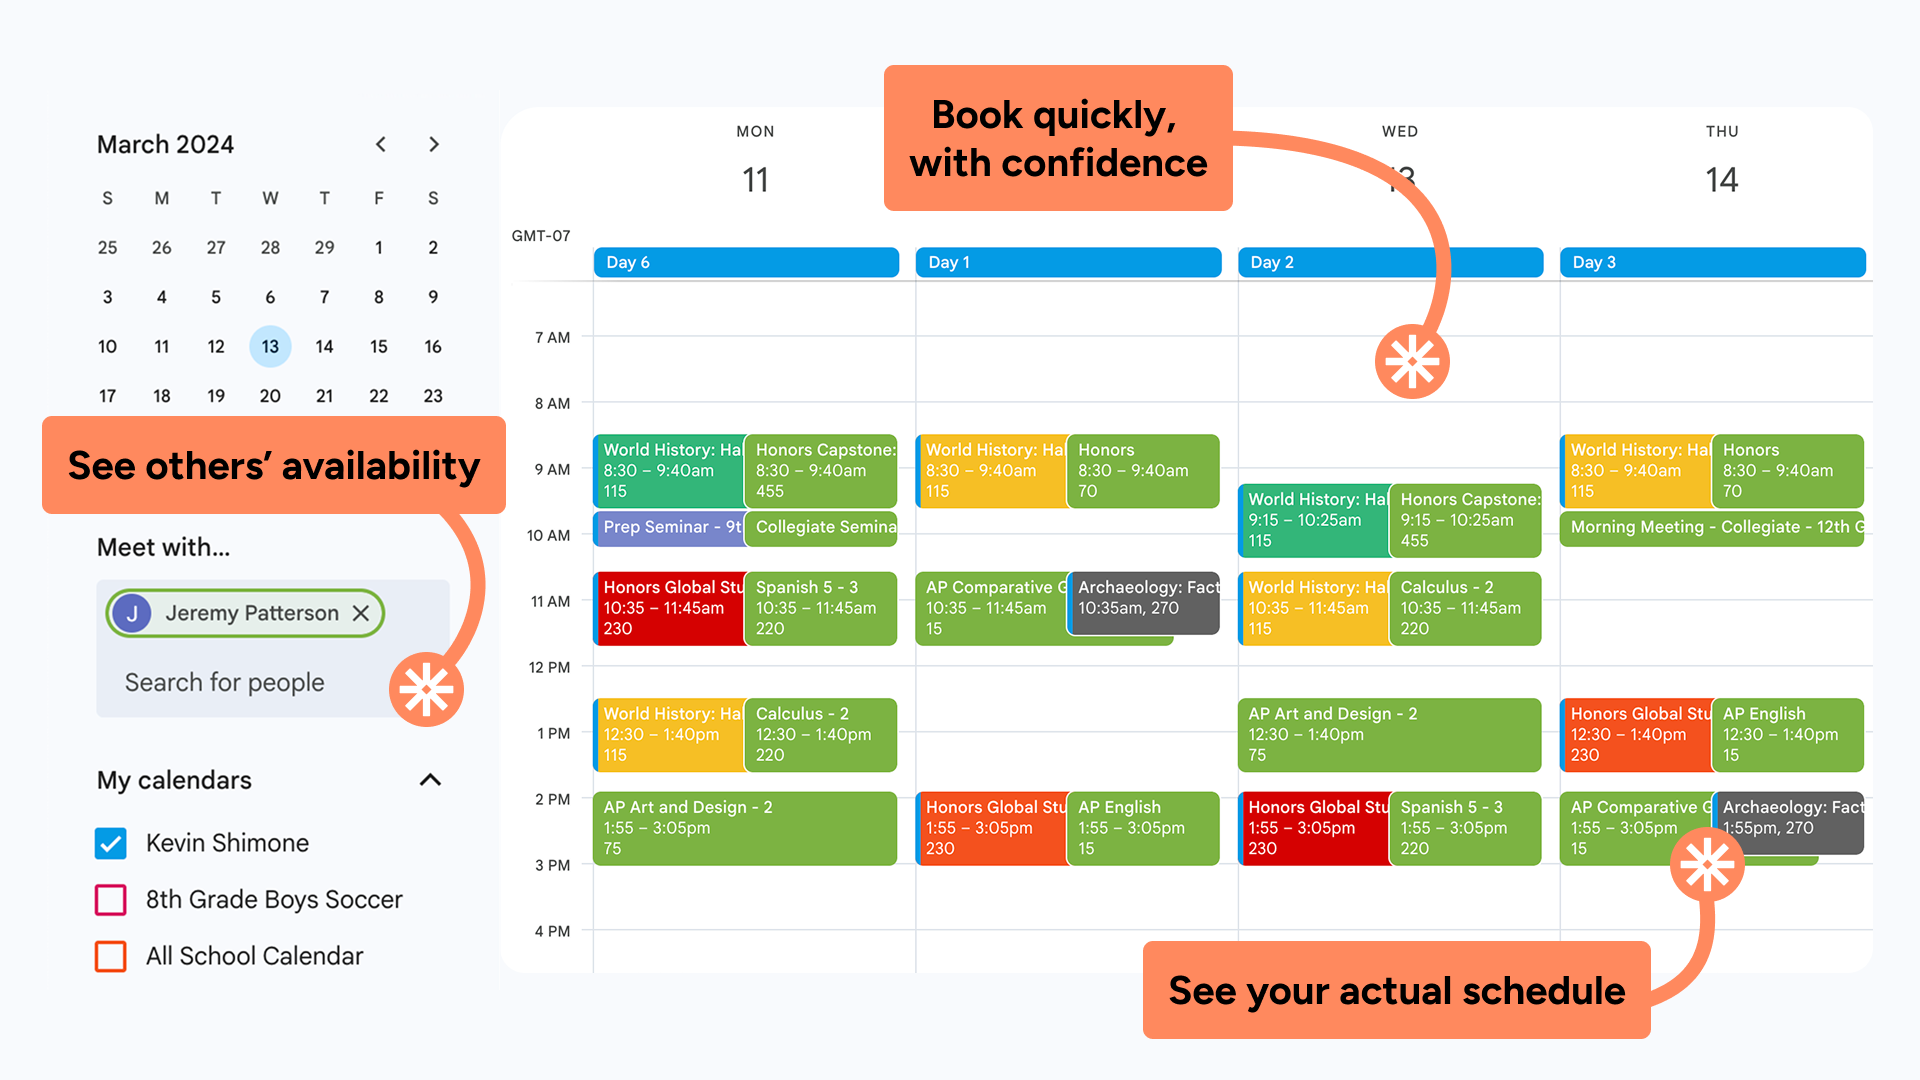 Book quickly,
with confidence
March 2024
S M T W T F S
25 26 27 28 29 1 2
3 4 5 6 7 8 9
10 11 12 13 14 15 16
17 18 19 20 21 22 23
See others’ availability
Meet with...
J Jeremy Patterson
Search for people
My calendars
Kevin Shimone
8th Grade Boys Soccer
All School Calendar
MON
11
WED
13
THU
14
GMT-07
Day 6
Day 1
Day 2
Day 3
7 AM
8 AM
9 AM
10 AM
11 AM
12 PM
1 PM
2 PM
3 PM
4 PM
World History: Ha
8:30 – 9:40am
115
Honors Capstone:
8:30 – 9:40am
455
Prep Seminar - 9t
Collegiate Semina
Honors Global Stu
10:35 – 11:45am
230
Spanish 5 - 3
10:35 – 11:45am
220
World History: Ha
12:30 – 1:40pm
115
Calculus - 2
12:30 – 1:40pm
220
AP Art and Design - 2
1:55 – 3:05pm
75
World History: Ha
8:30 – 9:40am
115
Honors
8:30 – 9:40am
70
AP Comparative G
10:35 – 11:45am
15
Archaeology: Fact
10:35am, 270
Honors Global Stu
1:55 – 3:05pm
230
AP English
1:55 – 3:05pm
15
World History: Ha
9:15 – 10:25am
115
Honors Capstone:
9:15 – 10:25am
455
World History: Ha
10:35 – 11:45am
115
Calculus - 2
10:35 – 11:45am
220
AP Art and Design - 2
12:30 – 1:40pm
75
Honors Global Stu
1:55 – 3:05pm
230
Spanish 5 - 3
1:55 – 3:05pm
220
World History: Ha
8:30 – 9:40am
115
Honors
8:30 – 9:40am
70
Morning Meeting - Collegiate - 12th G
Honors Global Stu
12:30 – 1:40pm
230
AP English
12:30 – 1:40pm
15
AP Comparative G
1:55 – 3:05pm
15
Archaeology: Fact
1:55pm, 270
See your actual schedule